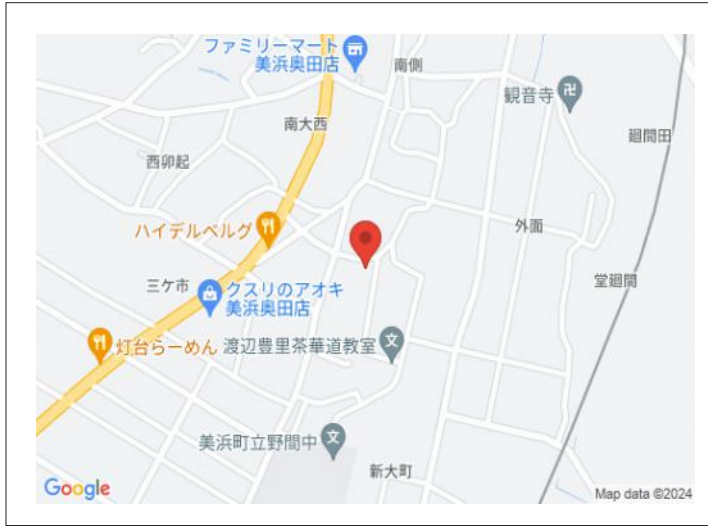 ファミリーマート
美浜奥田店
南側
観音寺
廻間田
南大西
西卯起
ハイデルベルグ
外面
三ケ市
クスリのアオキ
美浜奥田店
堂廻間
灯台らーめん
渡辺豊里茶華道教室
文
美浜町立野間中
文
新大町
Google
Map data ©2024